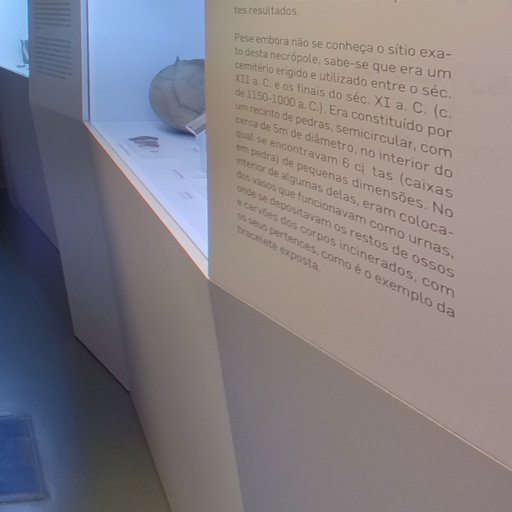 tes resultados.
Pese embora não se conheça o sítio exa-
to desta necrópole, sabe-se que era um
cemitério erigido e utilizado entre o séc.
XII a. C. e os finais do séc. XI a. C. (c.
de 1150-1000 a. C.). Era constituído por
um recinto de pedras, semicircular, com
cerca de 5m de diâmetro, no interior do
qual se encontravam 6 ci tas (caixas
em pedra) de pequenas dimensões. No
interior de algumas delas, eram coloca-
dos vasos que funcionavam como urnas,
onde se depositavam os restos de ossos
e carvões dos corpos incinerados, com
os seus pertences, como é o exemplo da
bracelete exposta.